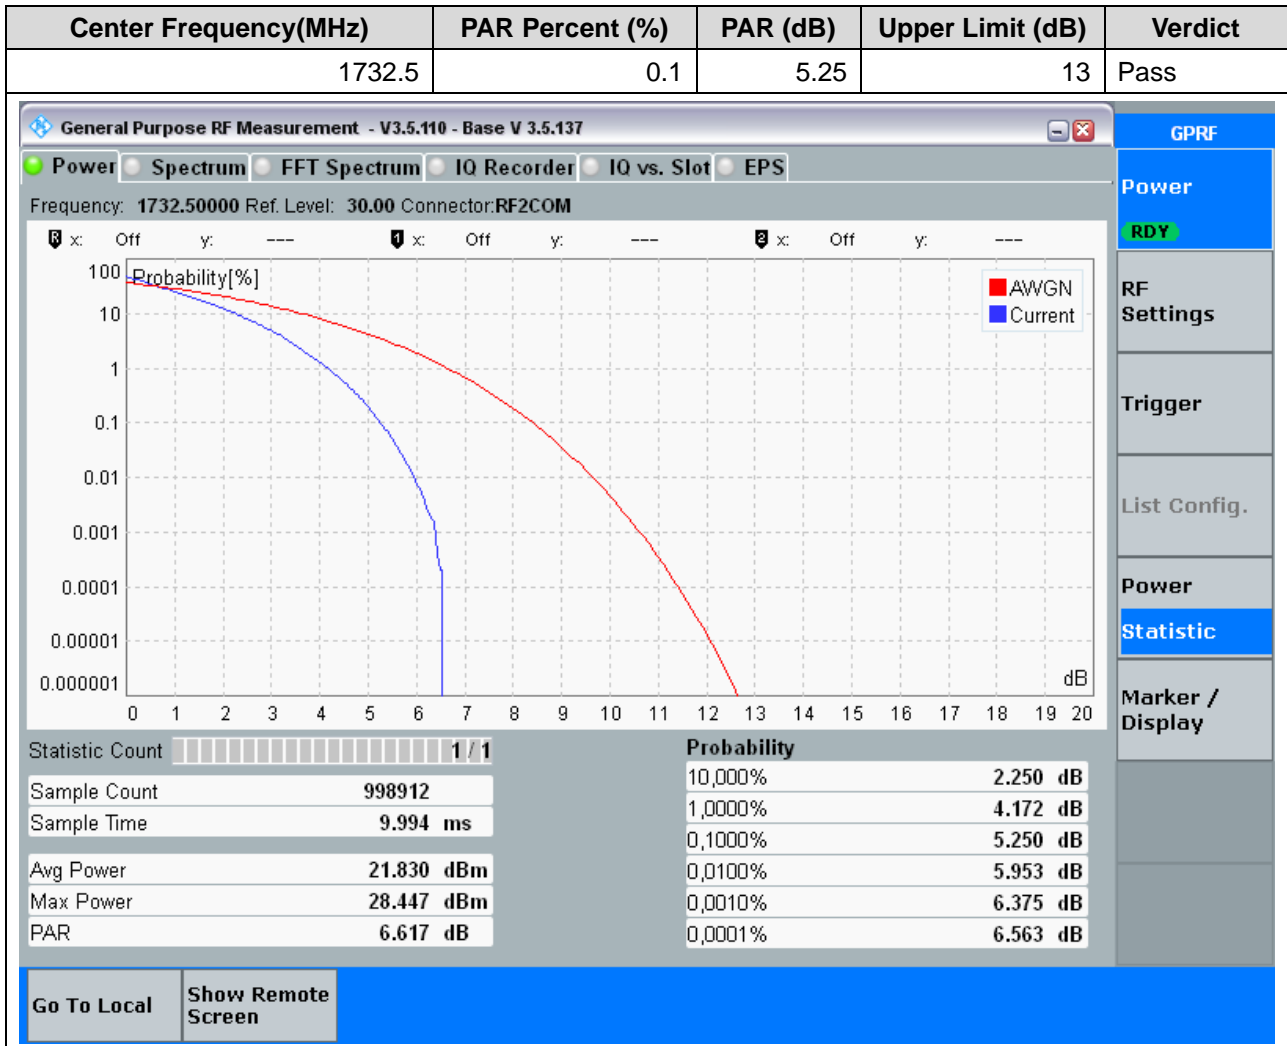 Center Frequency(MHz) PAR Percent (%) PAR (dB) Upper Limit (dB) Verdict
1732.5 0.1 5.25 13 Pass
General Purpose RF Measurement - V3.5.110 - Base V 3.5.137
GPRF
Power Spectrum FFT Spectrum IQ Recorder IQ vs. Slot EPS
Power
RDY
Frequency: 1732.50000 Ref. Level: 30.00 Connector:RF2COM
R x: Off y: --- 1 x: Off y: --- 2 x: Off y: ---
Probability[%]
100
10
1
0.1
0.01
0.001
0.0001
0.00001
0.000001
AWGN
Current
dB
0 1 2 3 4 5 6 7 8 9 10 11 12 13 14 15 16 17 18 19 20
RF
Settings
Trigger
List Config.
Power
Statistic
Marker /
Display
Statistic Count 1 / 1
Sample Count 998912
Sample Time 9.994 ms
Avg Power 21.830 dBm
Max Power 28.447 dBm
PAR 6.617 dB
Probability
10,000% 2.250 dB
1,0000% 4.172 dB
0,1000% 5.250 dB
0,0100% 5.953 dB
0,0010% 6.375 dB
0,0001% 6.563 dB
Go To Local
Show Remote
Screen